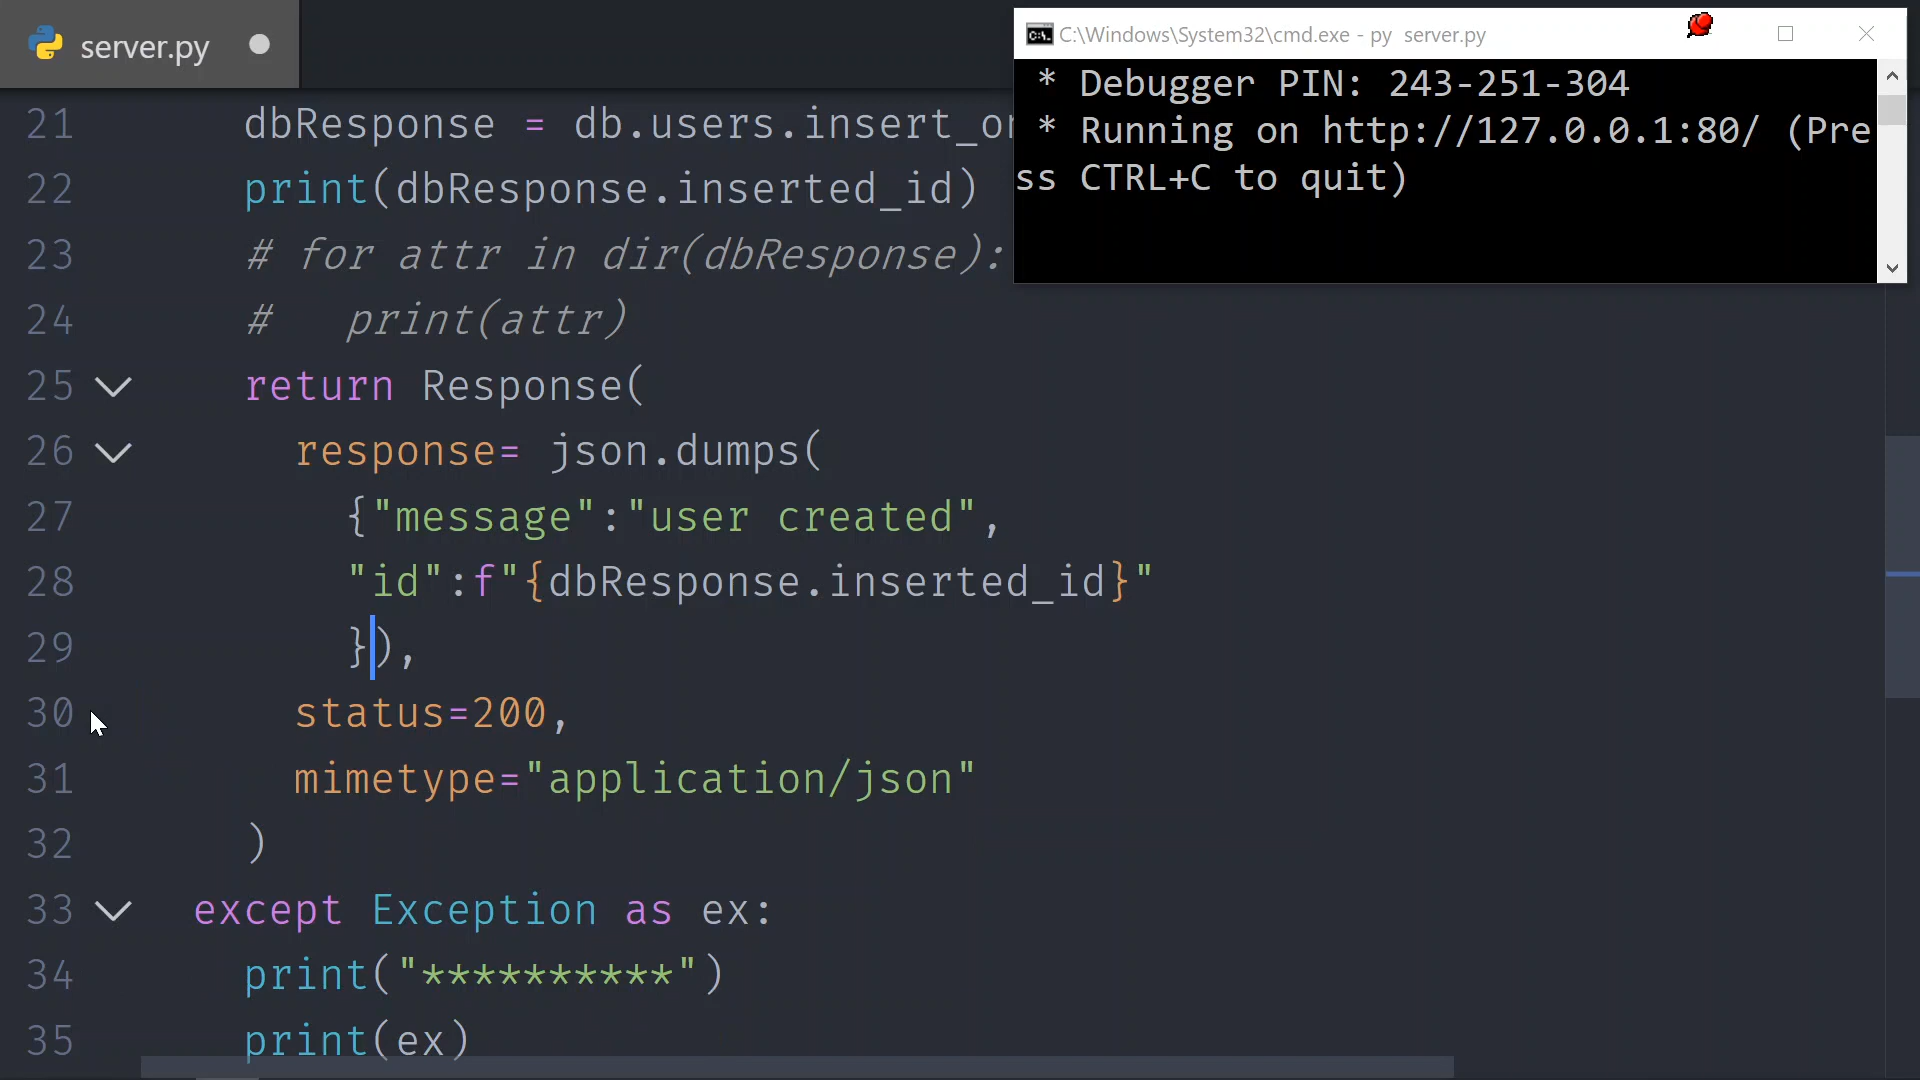 server.py
C:\Windows\System32\cmd.exe - py server.py
* Debugger PIN: 243-251-304
* Running on http://127.0.0.1:80/ (Pre
ss CTRL+C to quit)
21 dbResponse = db.users.insert_
22 print(dbResponse.inserted_id)
23 # for attr in dir(dbResponse):
24 # print(attr)
25 return Response(
26 response= json.dumps(
27 {"message":"user created",
28 "id":f"{dbResponse.inserted_id}"
29 }),
30 status=200,
31 mimetype="application/json"
32 )
33 except Exception as ex:
34 print("**********")
35 print(ex)